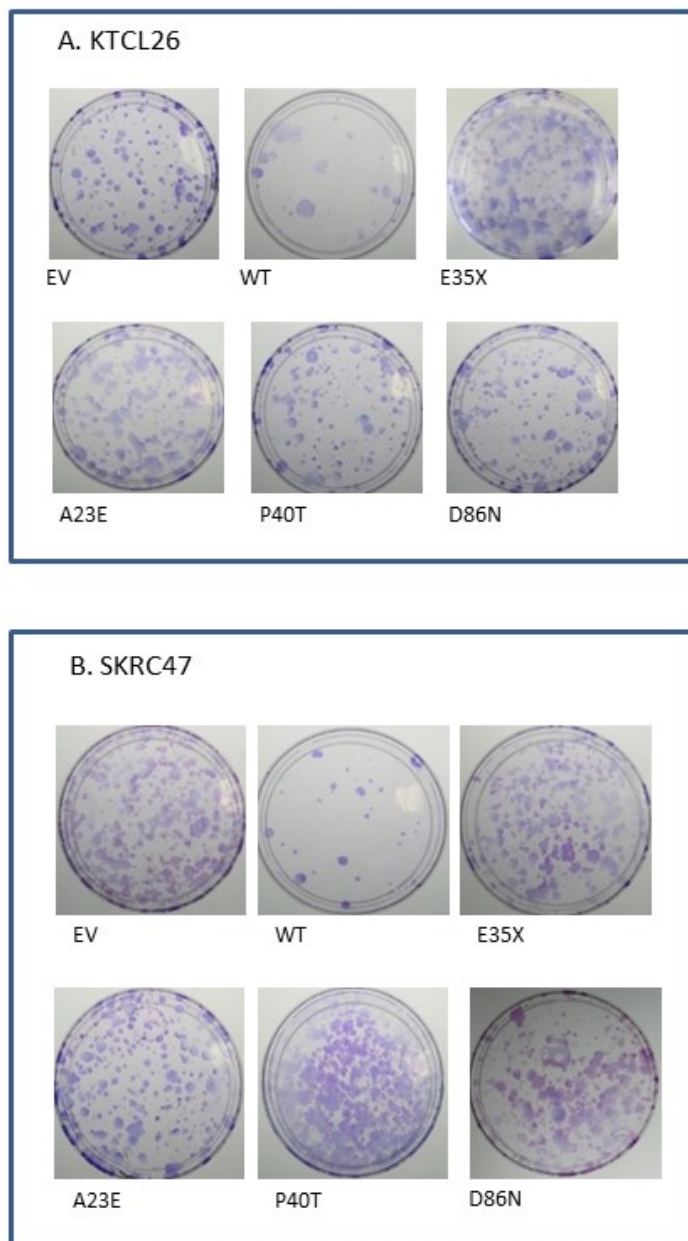 A. KTCL26
EV WT E35X
A23E P40T D86N
B. SKRC47
EV WT E35X
A23E P40T D86N